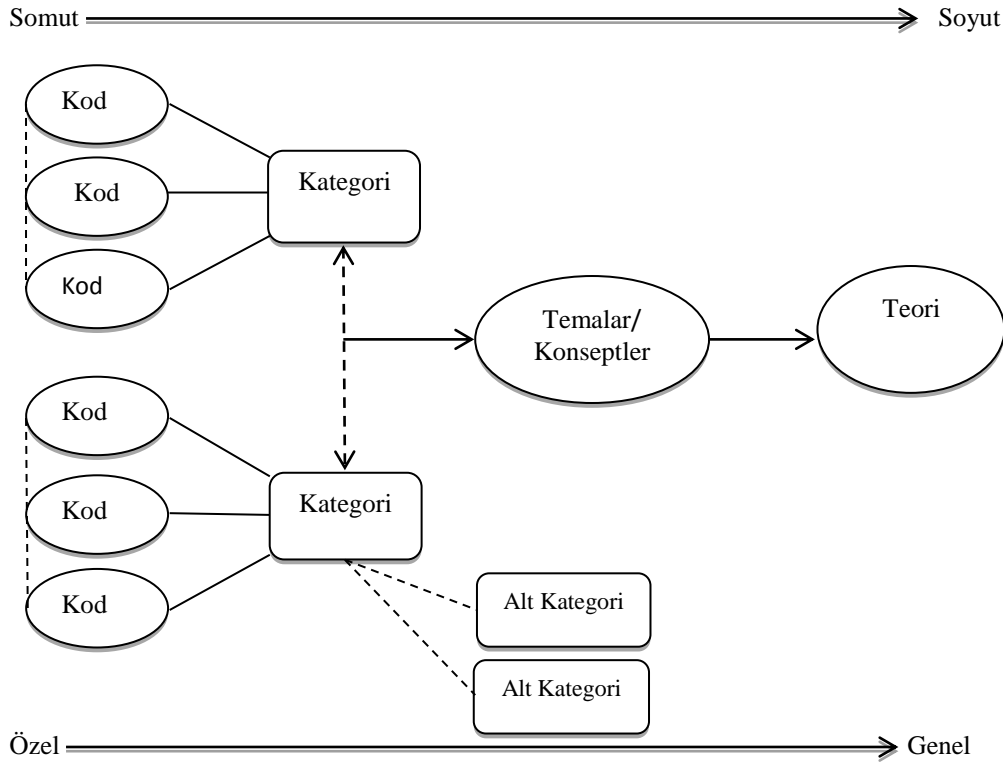 Somut
Soyut
Kod
Kod
Kod
Kategori
Temalar/
Konseptler
Teori
Kod
Kod
Kod
Kategori
Alt Kategori
Alt Kategori
Özel
Genel